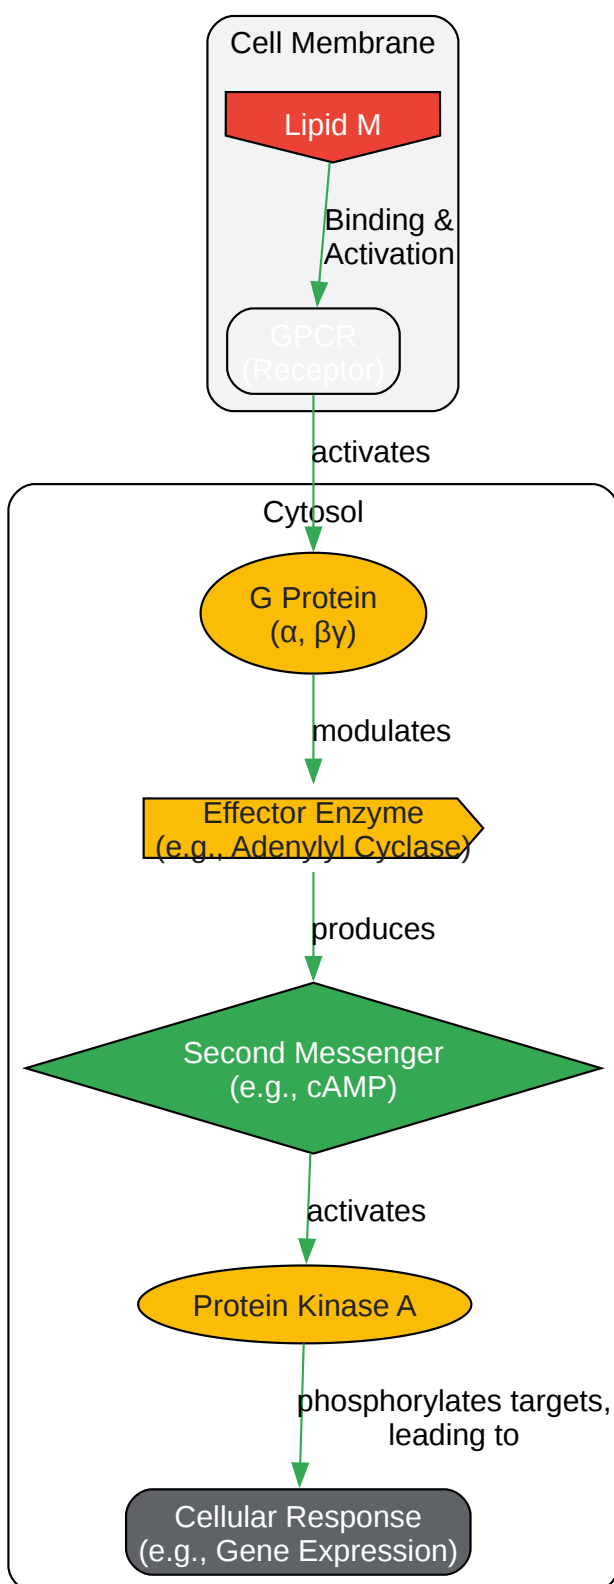 Cell Membrane
Lipid M
Binding &
Activation
GPCR
(Receptor)
activates
Cytosol
G Protein
(α, βγ)
modulates
Effector Enzyme
(e.g., Adenylyl Cyclase)
produces
Second Messenger
(e.g., cAMP)
activates
Protein Kinase A
phosphorylates targets,
leading to
Cellular Response
(e.g., Gene Expression)